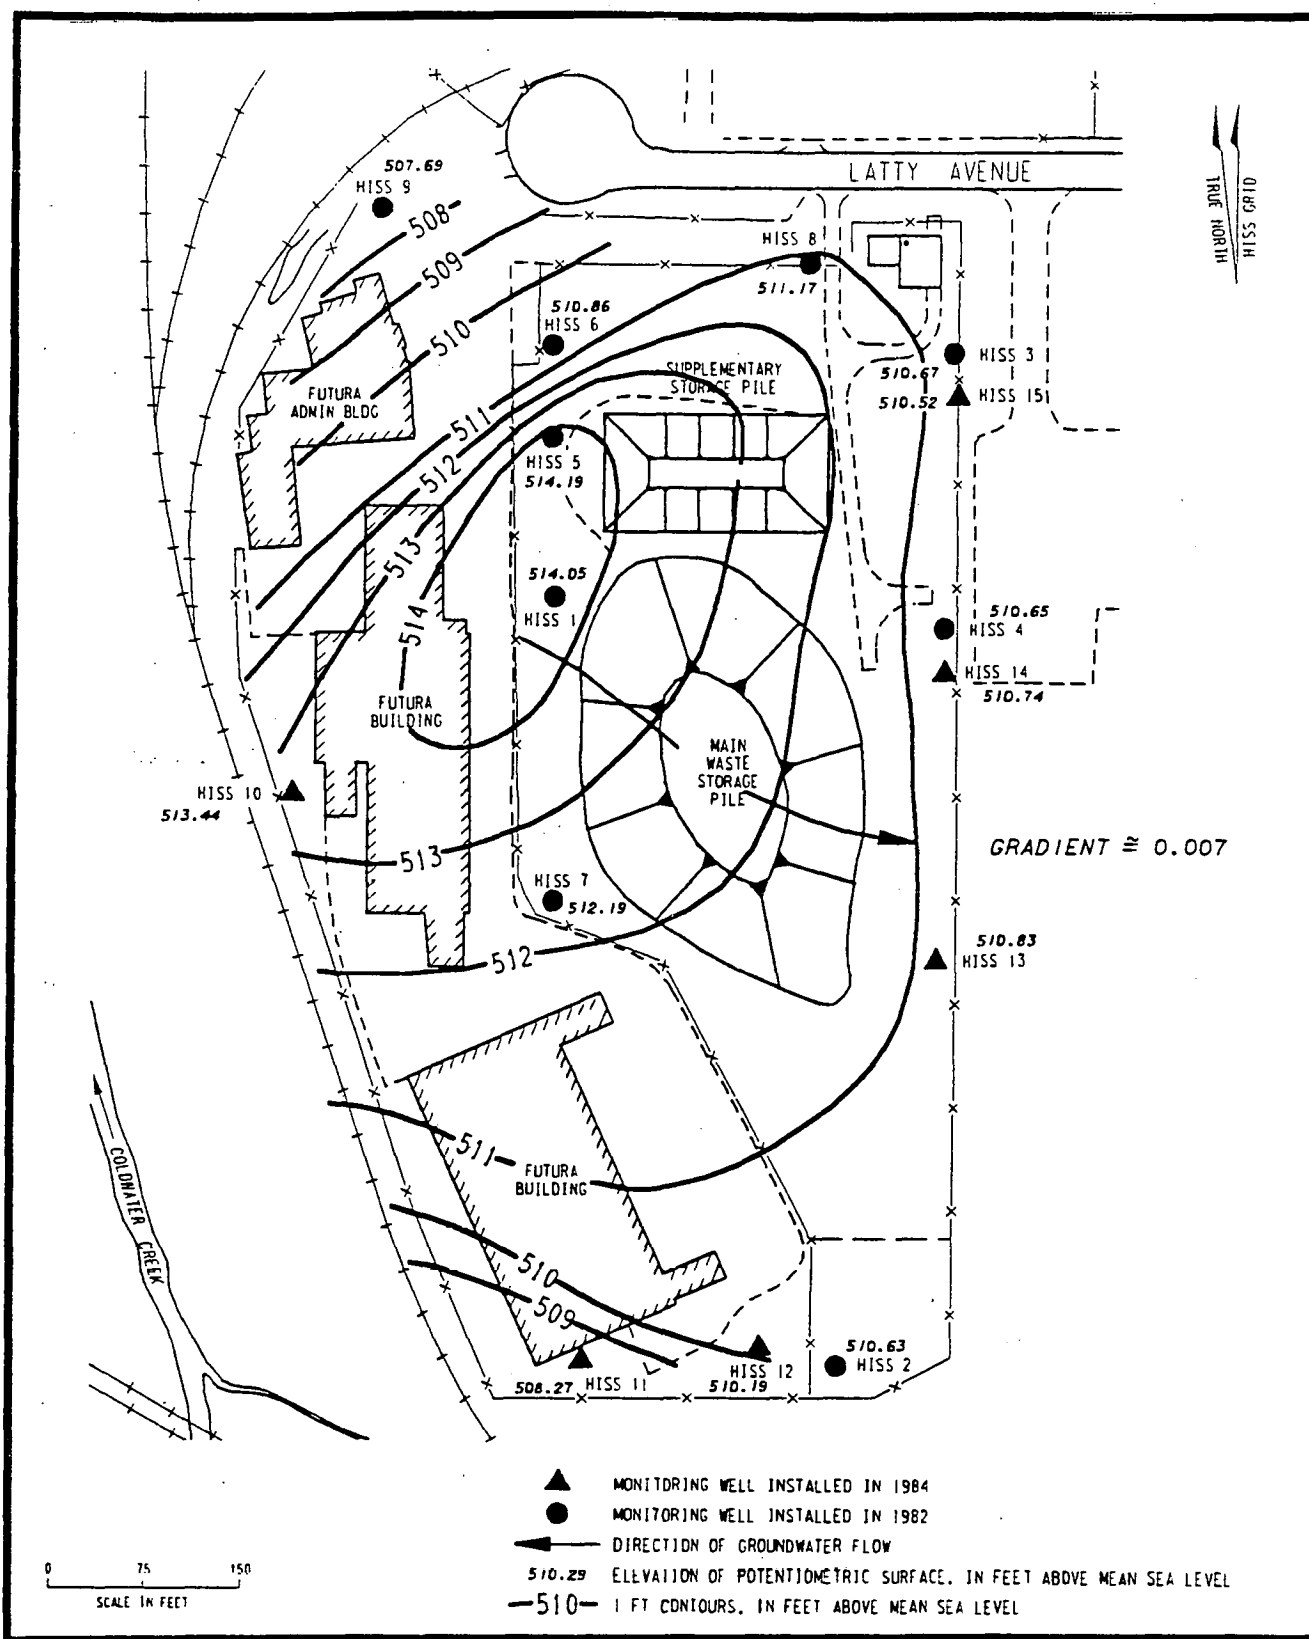 507.69
HISS 9
LATTY AVENUE
TRUE NORTH
HISS GRID
508
HISS 8
509
511.17
510.86
HISS 6
510
HISS 3
510.67
SUPPLEMENTARY
STORAGE PILE
FUTURA
ADMIN BLDG
510.52
HISS 15
511
HISS 5
514.19
512
513
514.05
HISS 1
514
510.65
HISS 4
HISS 14
510.74
FUTURA
BUILDING
MAIN
WASTE
STORAGE
PILE
HISS 10
513.44
GRADIENT ≅ 0.007
513
HISS 7
512.19
510.83
HISS 13
512
511
FUTURA
BUILDING
COLDWATER CREEK
510
509
510.63
HISS 2
HISS 12
510.19
508.27
HISS 11
MONITORING WELL INSTALLED IN 1984
MONITORING WELL INSTALLED IN 1982
DIRECTION OF GROUNDWATER FLOW
510.29 ELEVATION OF POTENTIOMETRIC SURFACE. IN FEET ABOVE MEAN SEA LEVEL
510 1 FT CONTOURS. IN FEET ABOVE MEAN SEA LEVEL
0 75 150
SCALE IN FEET